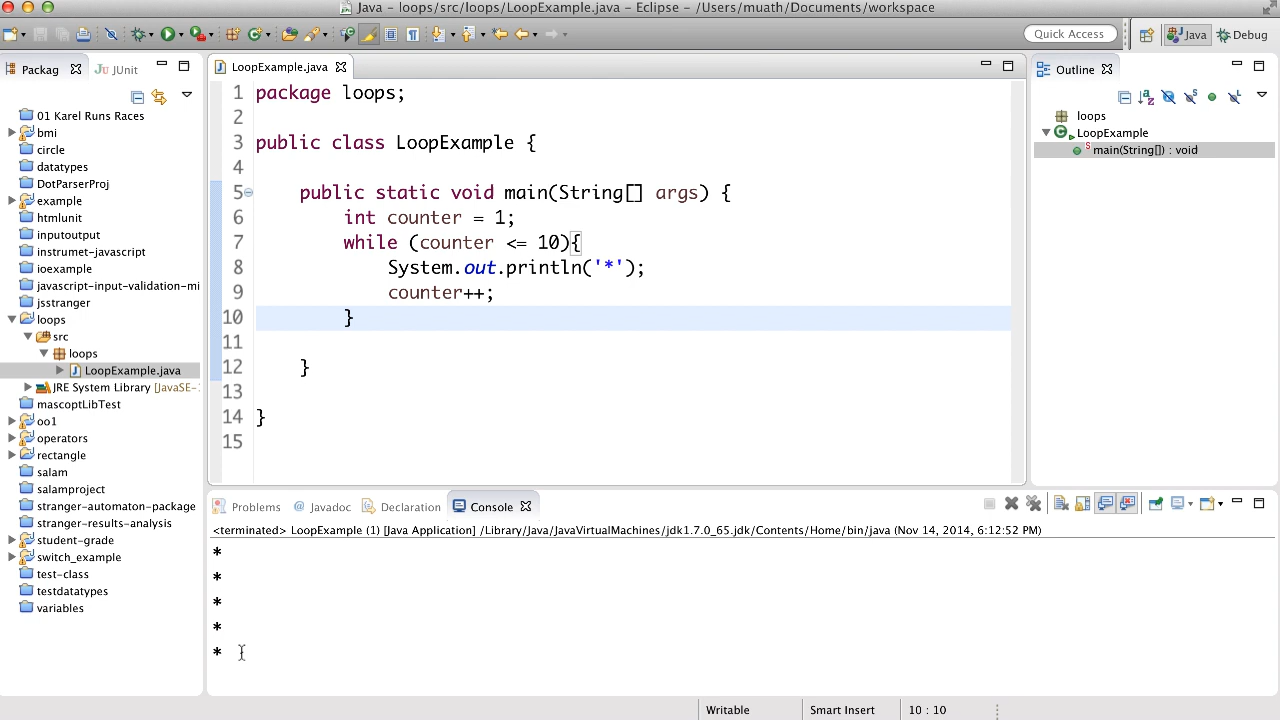 Java - loops/src/loops/LoopExample.java - Eclipse - /Users/muath/Documents/workspace
Quick Access
Java
Debug
Packag
JUnit
01 Karel Runs Races
bmi
circle
datatypes
DotParserProj
example
htmlunit
inputoutput
instrumet-javascript
ioexample
javascript-input-validation-mi
jsstranger
loops
src
loops
LoopExample.java
JRE System Library [JavaSE-
mascoptLibTest
oo1
operators
rectangle
salam
salamproject
stranger-automaton-package
stranger-results-analysis
student-grade
switch_example
test-class
testdatatypes
variables
LoopExample.java
1 package loops;
2
3 public class LoopExample {
4
5 public static void main(String[] args) {
6 int counter = 1;
7 while (counter <= 10){
8 System.out.println('*');
9 counter++;
10 }
11
12 }
13
14 }
15
Outline
loops
LoopExample
main(String[]) : void
Problems
@ Javadoc
Declaration
Console
<terminated> LoopExample (1) [Java Application] /Library/Java/JavaVirtualMachines/jdk1.7.0_65.jdk/Contents/Home/bin/java (Nov 14, 2014, 6:12:52 PM)
*
*
*
*
*
Writable
Smart Insert
10 : 10